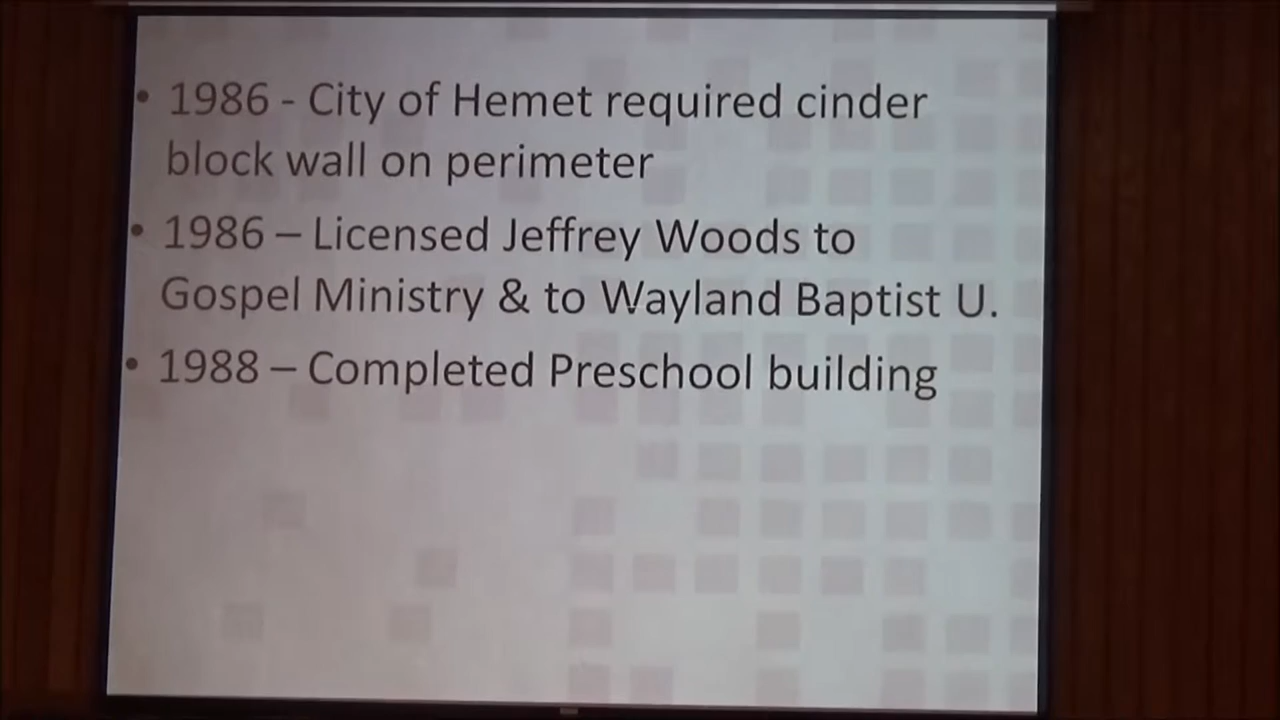 • 1986 - City of Hemet required cinder
block wall on perimeter
• 1986 – Licensed Jeffrey Woods to
Gospel Ministry & to Wayland Baptist U.
• 1988 – Completed Preschool building